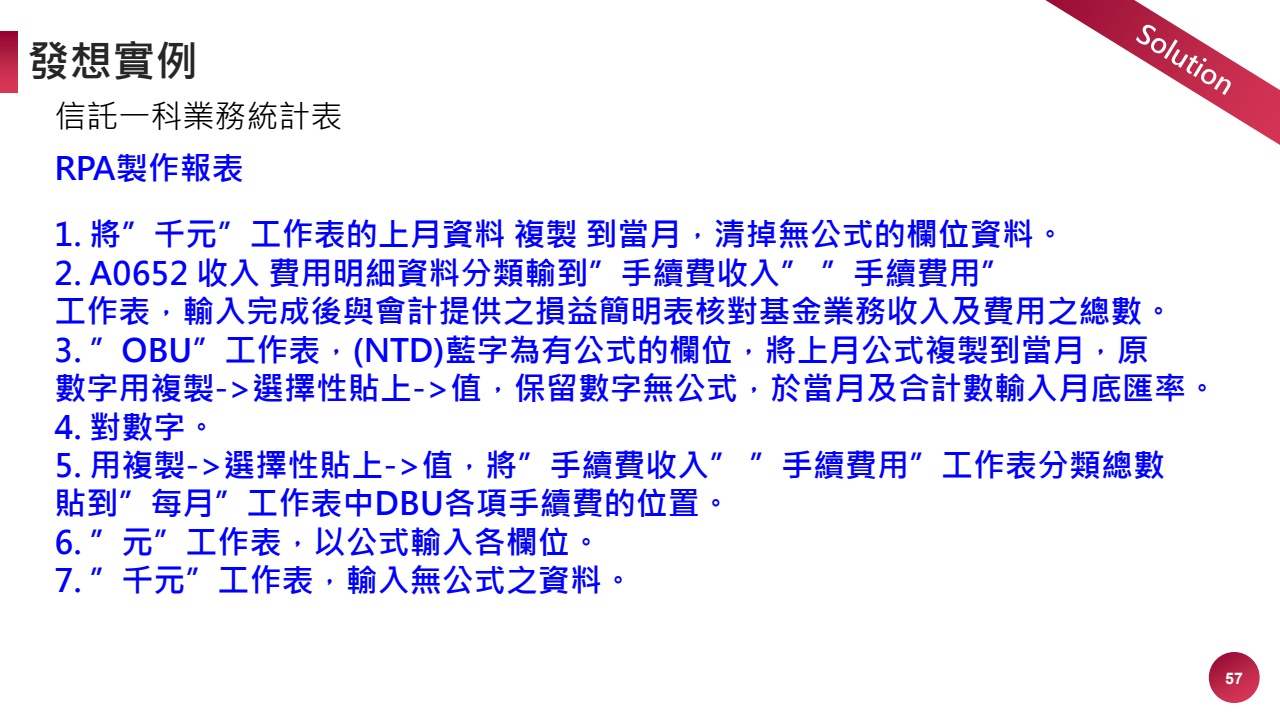 Solution
發想實例
信託一科業務統計表
RPA製作報表
1. 將”千元”工作表的上月資料 複製 到當月，清掉無公式的欄位資料。
2. A0652 收入 費用明細資料分類輸到”手續費收入” ”手續費用”
工作表，輸入完成後與會計提供之損益簡明表核對基金業務收入及費用之總數。
3. ”OBU”工作表，(NTD)藍字為有公式的欄位，將上月公式複製到當月，原
數字用複製->選擇性貼上->值，保留數字無公式，於當月及合計數輸入月底匯率。
4. 對數字。
5. 用複製->選擇性貼上->值，將”手續費收入” ”手續費用”工作表分類總數
貼到”每月”工作表中DBU各項手續費的位置。
6. ”元”工作表，以公式輸入各欄位。
7. ”千元”工作表，輸入無公式之資料。
57